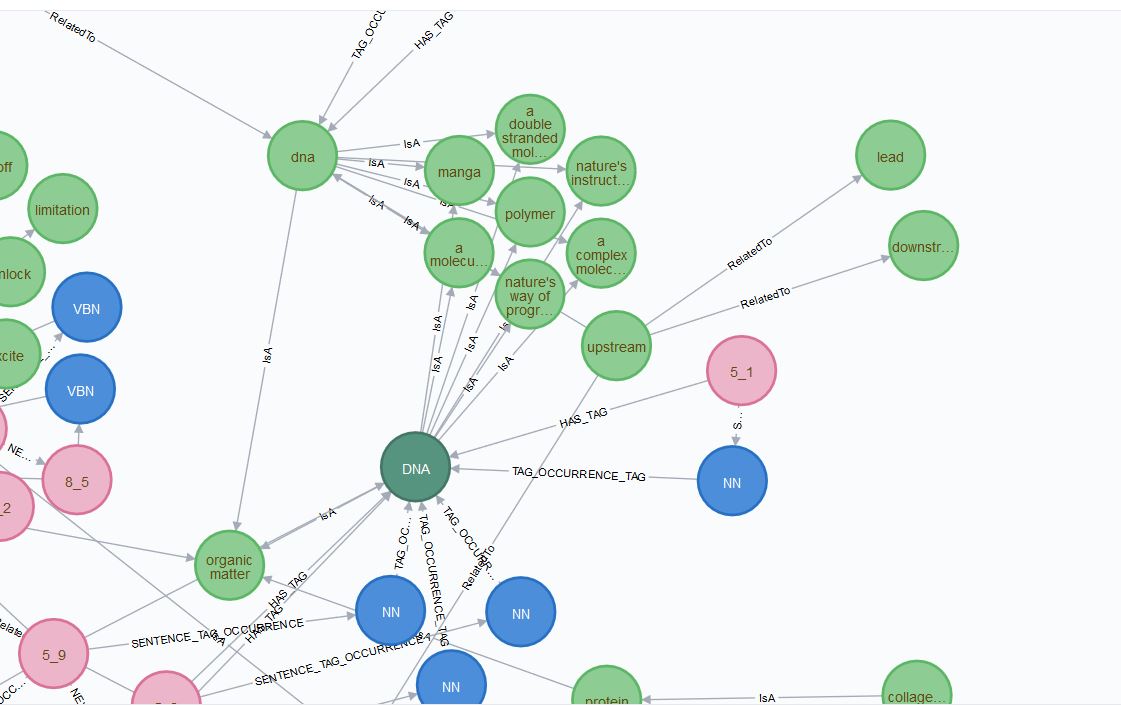 RelatedTo
TAG_OCCU
HAS_TAG
dna
IsA
IsA
IsA
IsA
IsA
a
double
stranded
mol...
manga
nature's
instruct...
polymer
a
molecu...
a
complex
molec...
nature's
way of
progr...
lead
downstr...
upstream
RelatedTo
RelatedTo
off
limitation
nlock
VBN
xcite
VBN
IsA
IsA
IsA
IsA
IsA
IsA
IsA
5_1
HAS_TAG
S...
NE...
8_5
_2
DNA
TAG_OCCURRENCE_TAG
NN
IsA
organic
matter
TAG_OC...
TAG_OCCURRENCE_TAG
TAG_OCCUR...
RelatedTo
HAS_TAG
HAS_TAG
NN
NN
elate
5_9
SENTENCE_TAG_OCCURRENCE
IsA
SENTENCE_TAG_OCCURRENCE
OCC...
NE
NN
protein
IsA
collage...